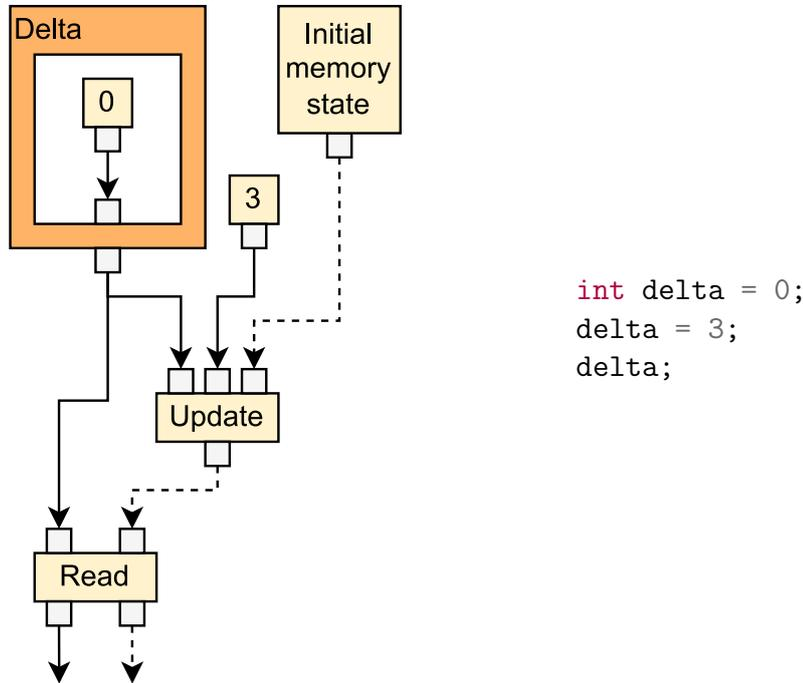 Delta
0
Initial
memory
state
3
Update
Read
int delta = 0;
delta = 3;
delta;